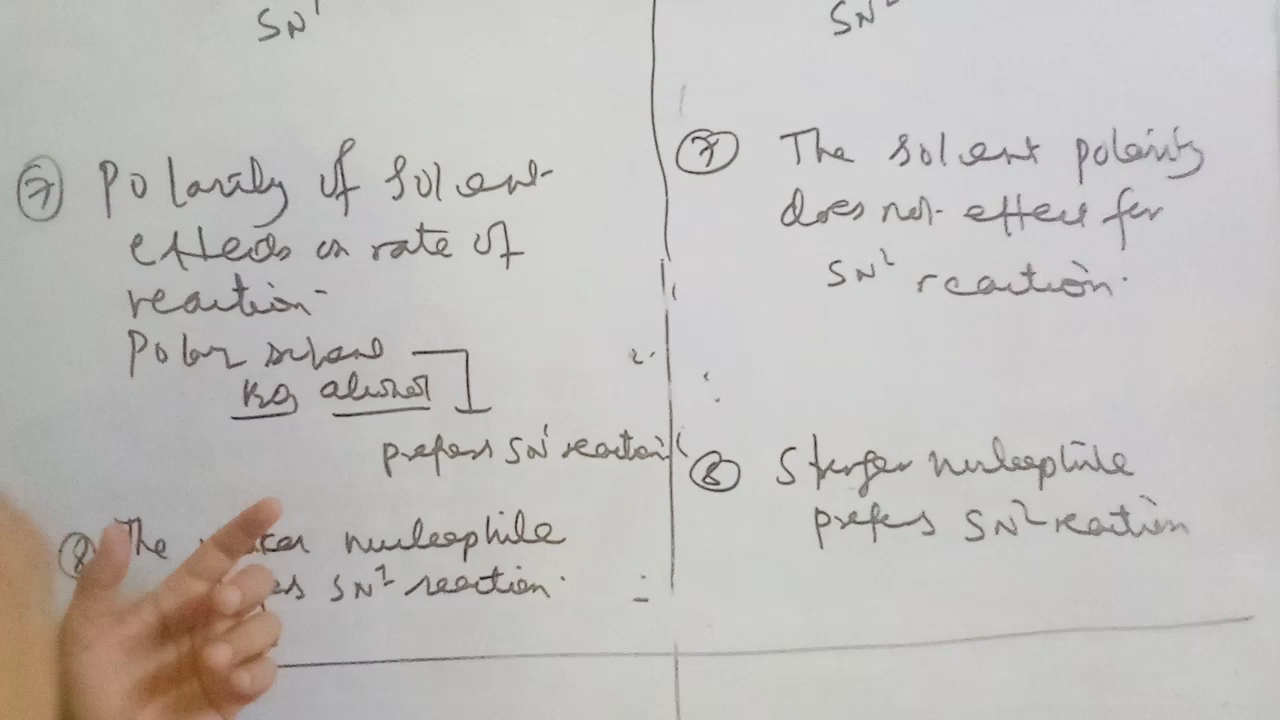 SN¹
⑦ Polarity of Solvent
effects on rate of
reaction
Polar solvent
eg alcohol
prefers SN¹ reaction
⑧ The nucleophile
SN² reaction.
SN²
⑦ The solvent polarity
does not effect for
SN² reaction.
⑧ Stronger nucleophile
prefers SN² reaction